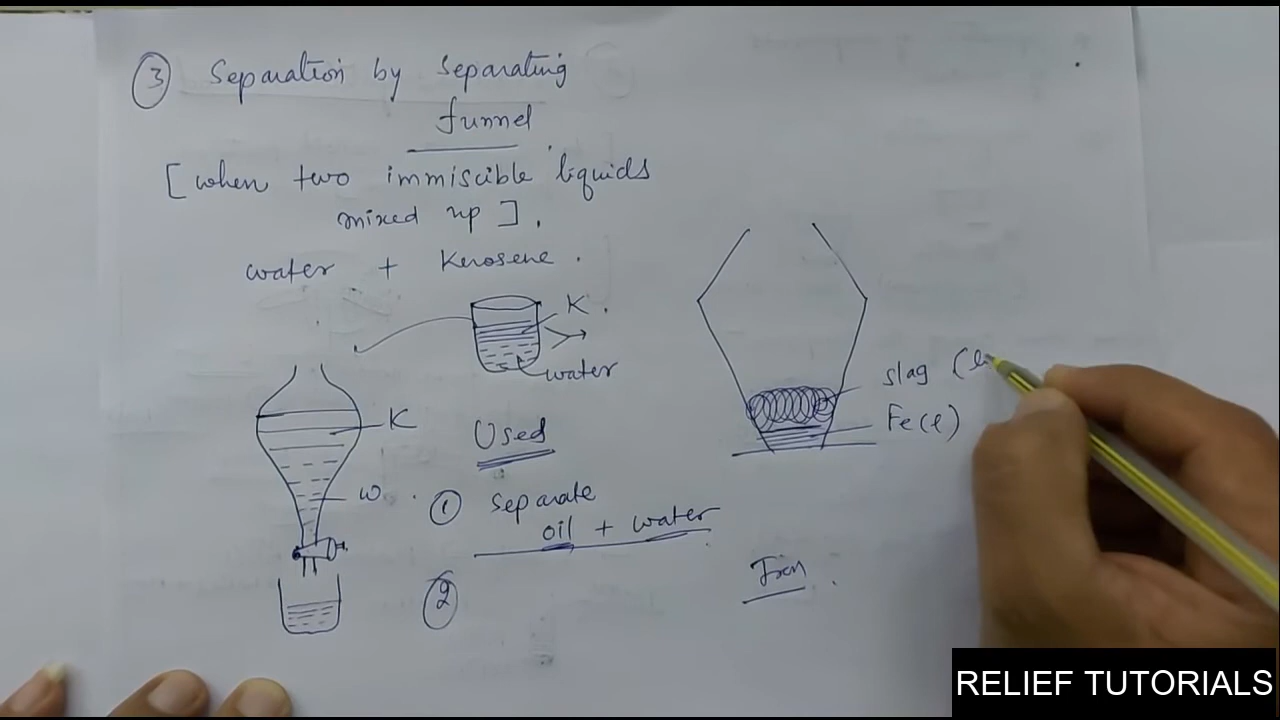 ③ Separation by Separating
funnel
[when two immiscible liquids
mixed up].
water + Kerosene.
K.
water
K
w.
Used
① separate
oil + water
②
slag (li
Fe(l)
Iron.
RELIEF TUTORIALS